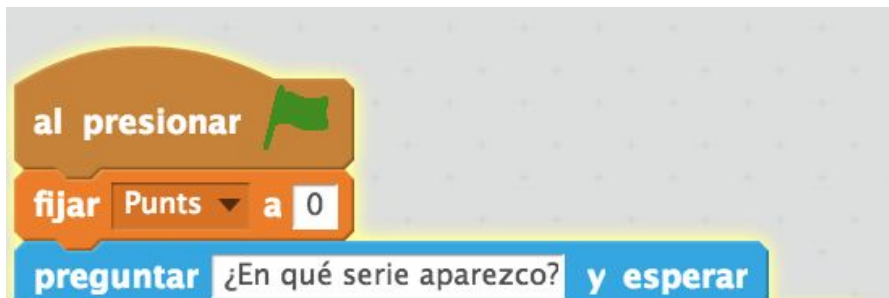 al presionar
fijar Punts a 0
preguntar ¿En qué serie aparezco? y esperar